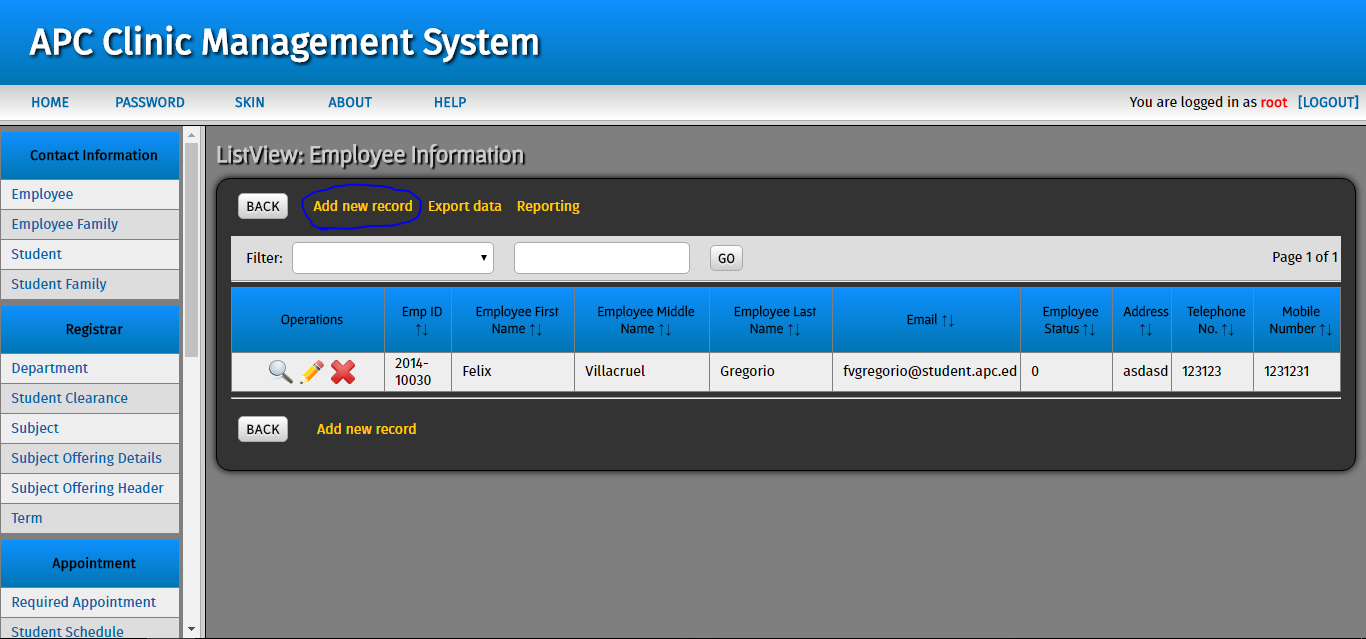 APC Clinic Management System
HOME PASSWORD SKIN ABOUT HELP You are logged in as root [LOGOUT]
Contact Information
Employee
Employee Family
Student
Student Family
Registrar
Department
Student Clearance
Subject
Subject Offering Details
Subject Offering Header
Term
Appointment
Required Appointment
Student Schedule
ListView: Employee Information
BACK Add new record Export data Reporting
Filter: GO Page 1 of 1
Operations Emp ID ↑↓ Employee First Name ↑↓ Employee Middle Name ↑↓ Employee Last Name ↑↓ Email ↑↓ Employee Status ↑↓ Address ↑↓ Telephone No. ↑↓ Mobile Number ↑↓
2014-10030 Felix Villacruel Gregorio fvgregorio@student.apc.ed 0 asdasd 123123 1231231
BACK Add new record